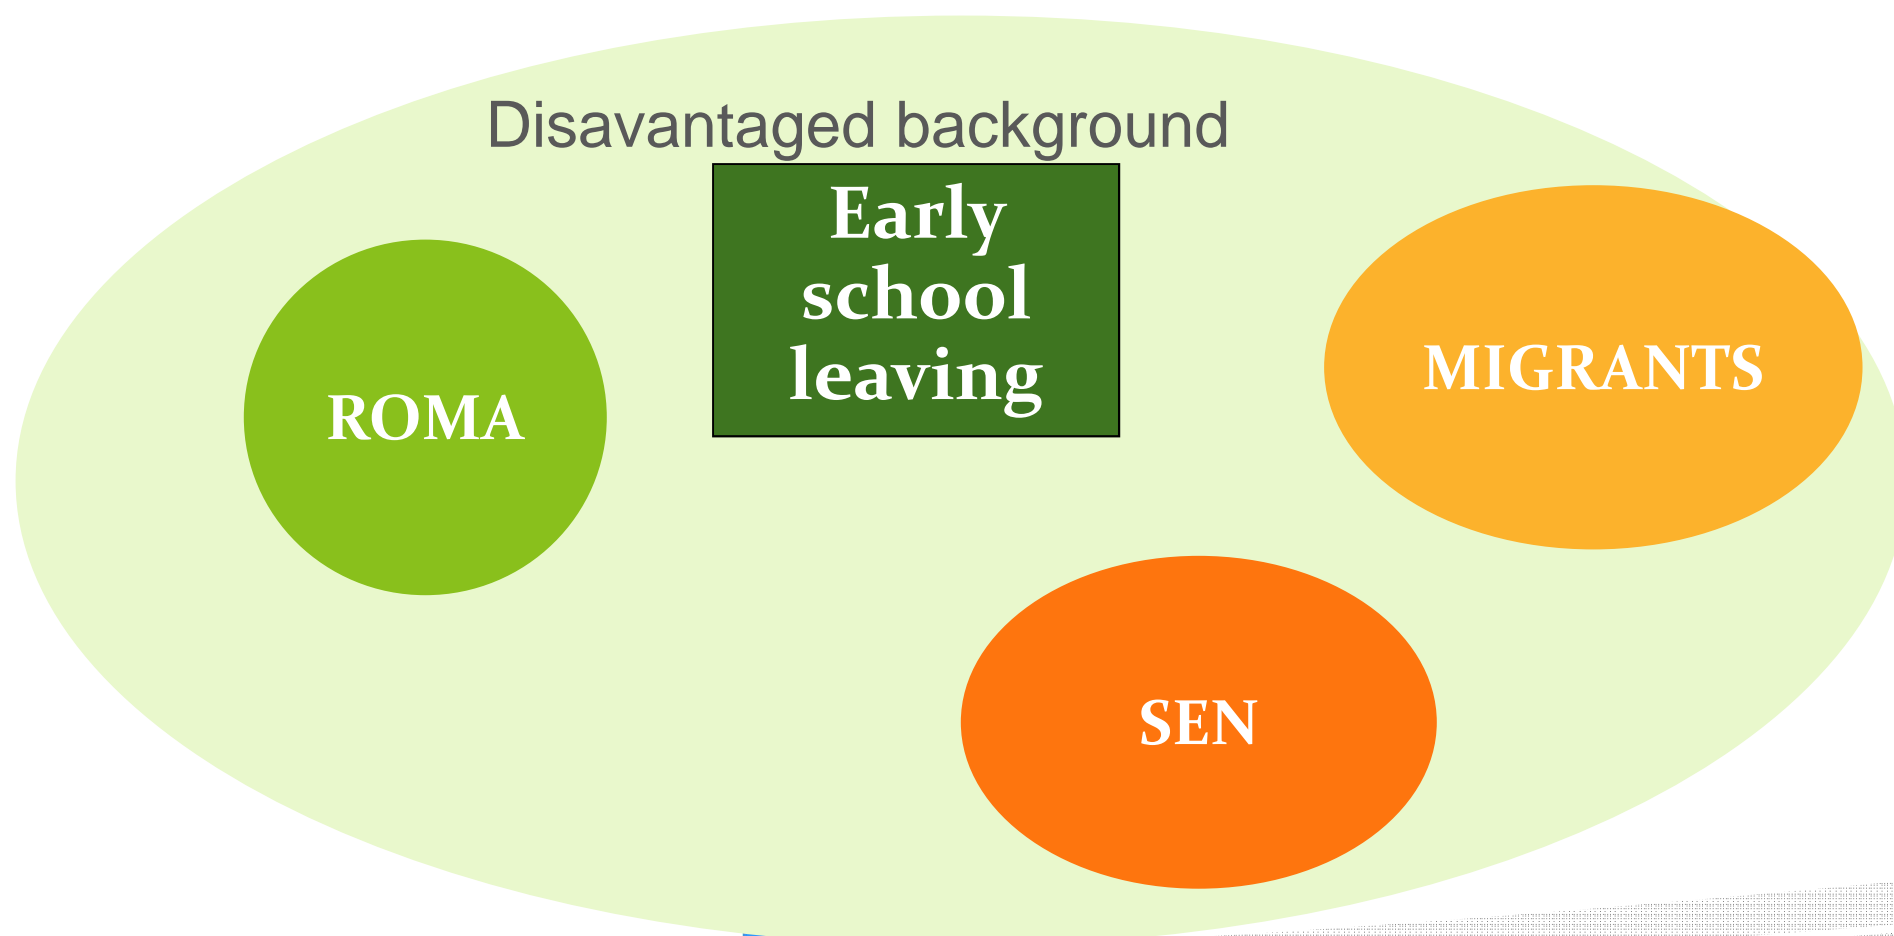 Disavantaged background
Early
school
leaving
ROMA
MIGRANTS
SEN